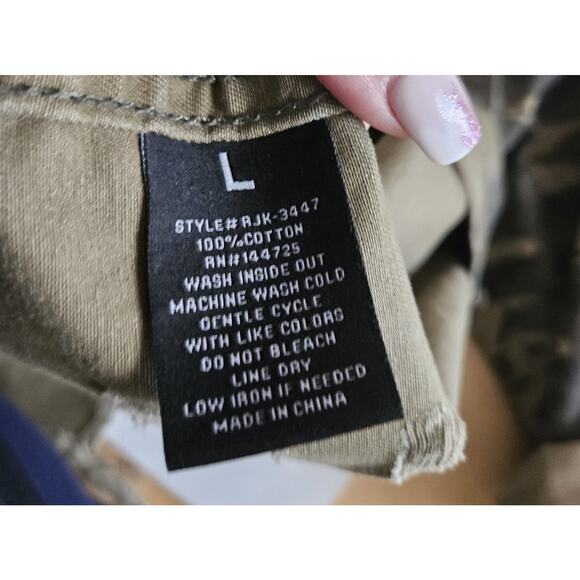 L
STYLE# RJK-3447
100%COTTON
RN#144725
WASH INSIDE OUT
MACHINE WASH COLD
GENTLE CYCLE
WITH LIKE COLORS
DO NOT BLEACH
LINE DAY
LOW IRON IF NEEDED
MADE IN CHINA